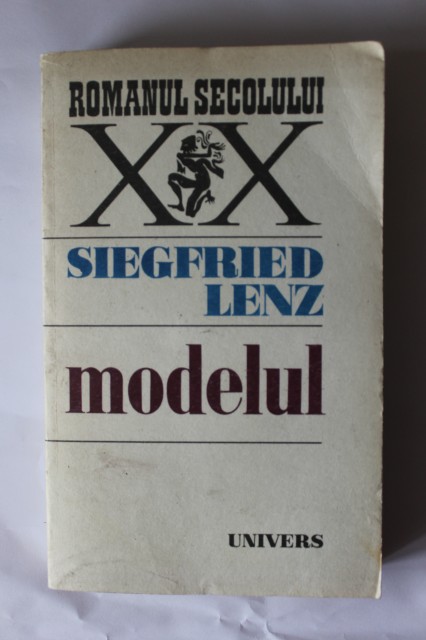 ROMANUL SECOLULUI
XX
SIEGFRIED
LENZ
modelul
UNIVERS